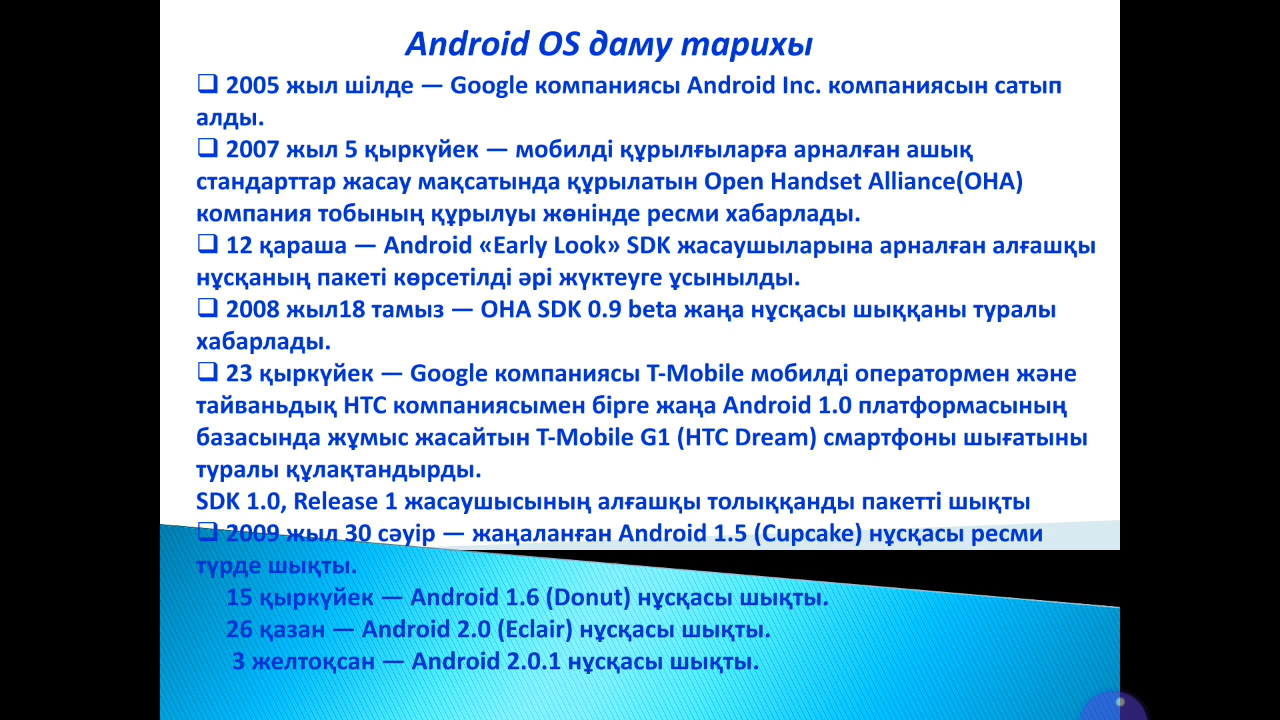 Android OS даму тарихы
❑ 2005 жыл шілде — Google компаниясы Android Inc. компаниясын сатып
алды.
❑ 2007 жыл 5 қыркүйек — мобилді құрылғыларға арналған ашық
стандарттар жасау мақсатында құрылатын Open Handset Alliance(OHA)
компания тобының құрылуы жөнінде ресми хабарлады.
❑ 12 қараша — Android «Early Look» SDK жасаушыларына арналған алғашқы
нұсқаның пакеті көрсетілді әрі жүктеуге ұсынылды.
❑ 2008 жыл18 тамыз — OHA SDK 0.9 beta жаңа нұсқасы шыққаны туралы
хабарлады.
❑ 23 қыркүйек — Google компаниясы T-Mobile мобилді оператормен және
тайваньдық HTC компаниясымен бірге жаңа Android 1.0 платформасының
базасында жұмыс жасайтын T-Mobile G1 (HTC Dream) смартфоны шығатыны
туралы құлақтандырды.
SDK 1.0, Release 1 жасаушысының алғашқы толыққанды пакетті шықты
❑ 2009 жыл 30 сәуір — жаңаланған Android 1.5 (Cupcake) нұсқасы ресми
түрде шықты.
15 қыркүйек — Android 1.6 (Donut) нұсқасы шықты.
26 қазан — Android 2.0 (Eclair) нұсқасы шықты.
3 желтоқсан — Android 2.0.1 нұсқасы шықты.